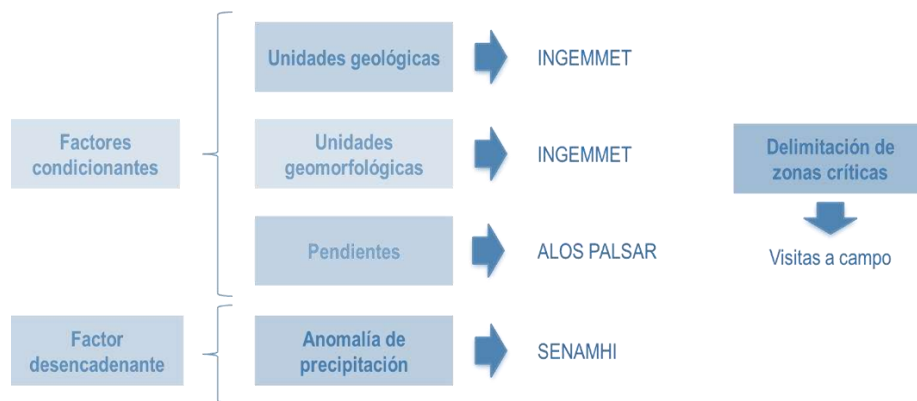 Unidades geológicas
INGEMMET
Factores
condicionantes
Unidades
geomorfológicas
INGEMMET
Delimitación de
zonas críticas
Pendientes
ALOS PALSAR
Visitas a campo
Factor
desencadenante
Anomalía de
precipitación
SENAMHI